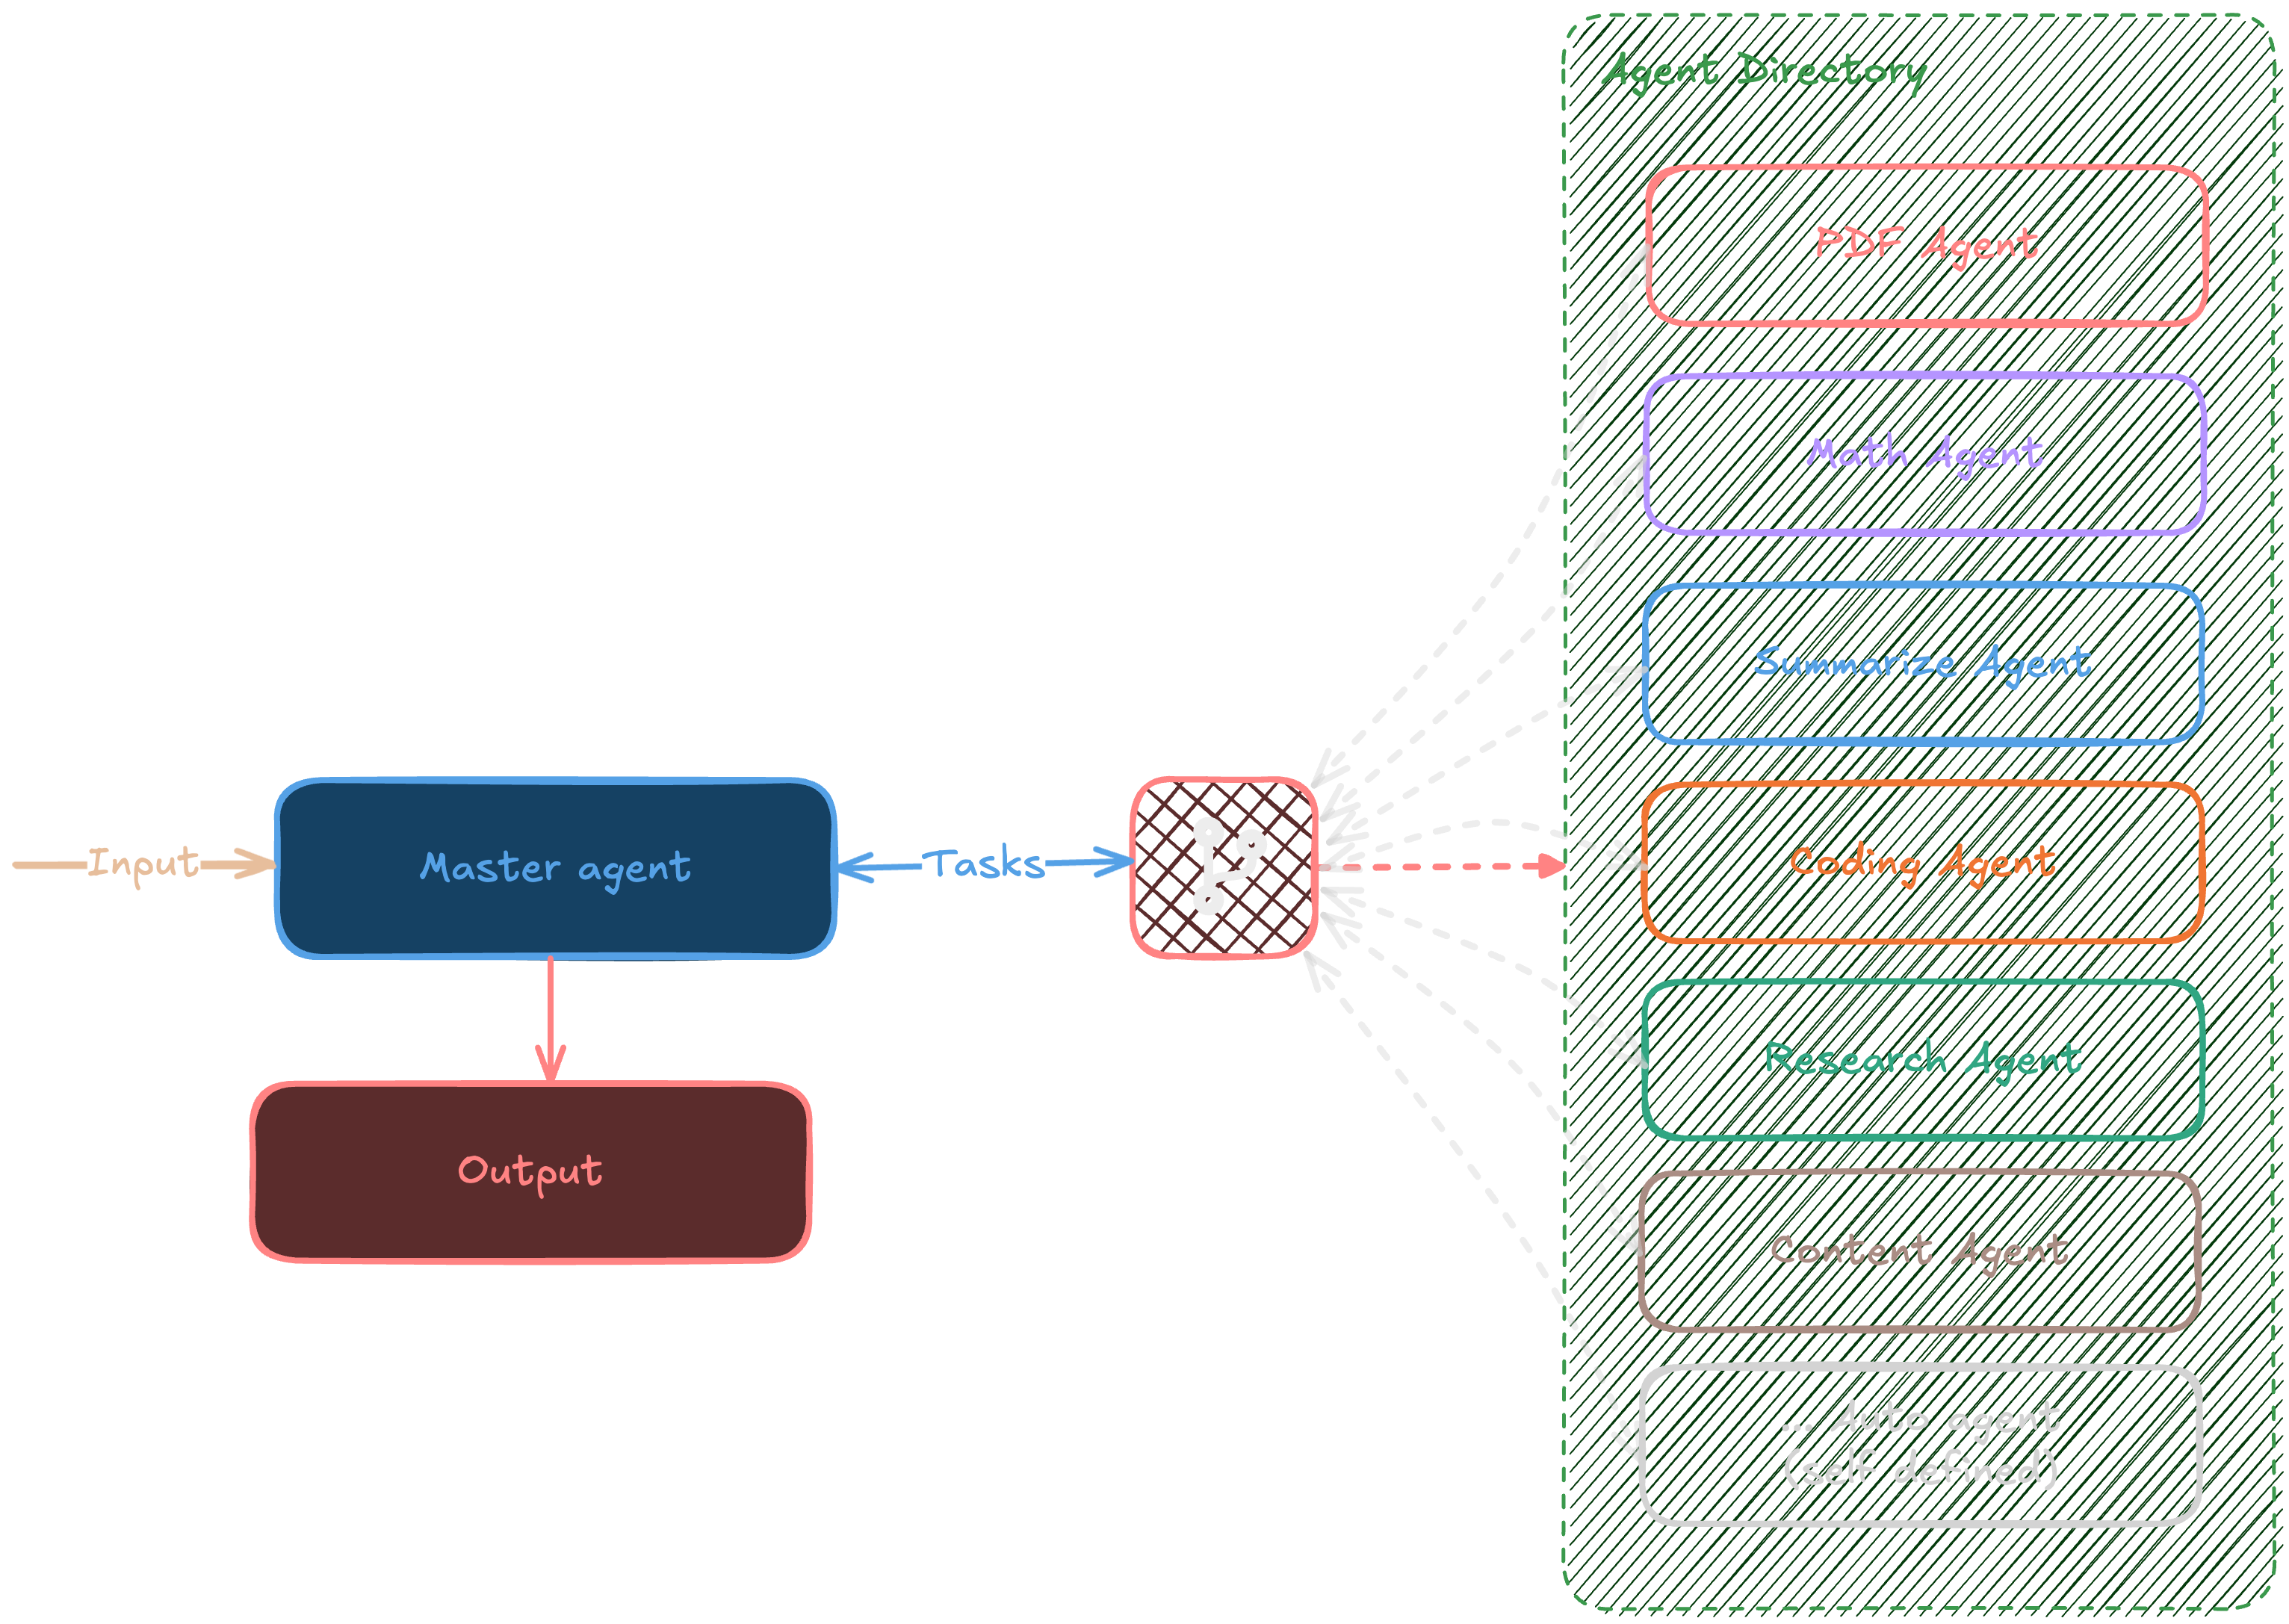 Agent Directory
PDF Agent
Math Agent
Summarize Agent
Input
Master agent
Tasks
Coding Agent
Research Agent
Output
Content Agent
... Auto agent
(self defined)